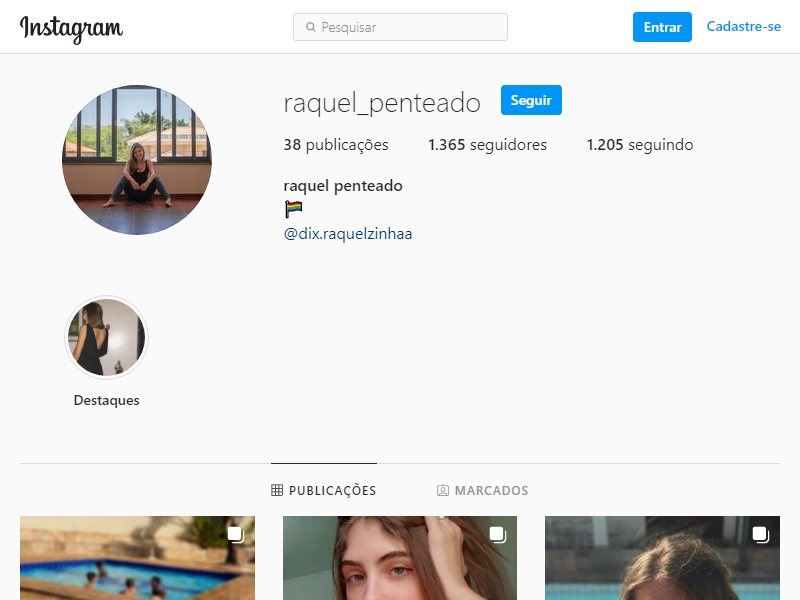 Instagram
Pesquisar
Entrar
Cadastre-se
raquel_penteado
Seguir
38 publicações
1.365 seguidores
1.205 seguindo
raquel penteado
@dix.raquelzinhaa
Destaques
PUBLICAÇÕES
MARCADOS